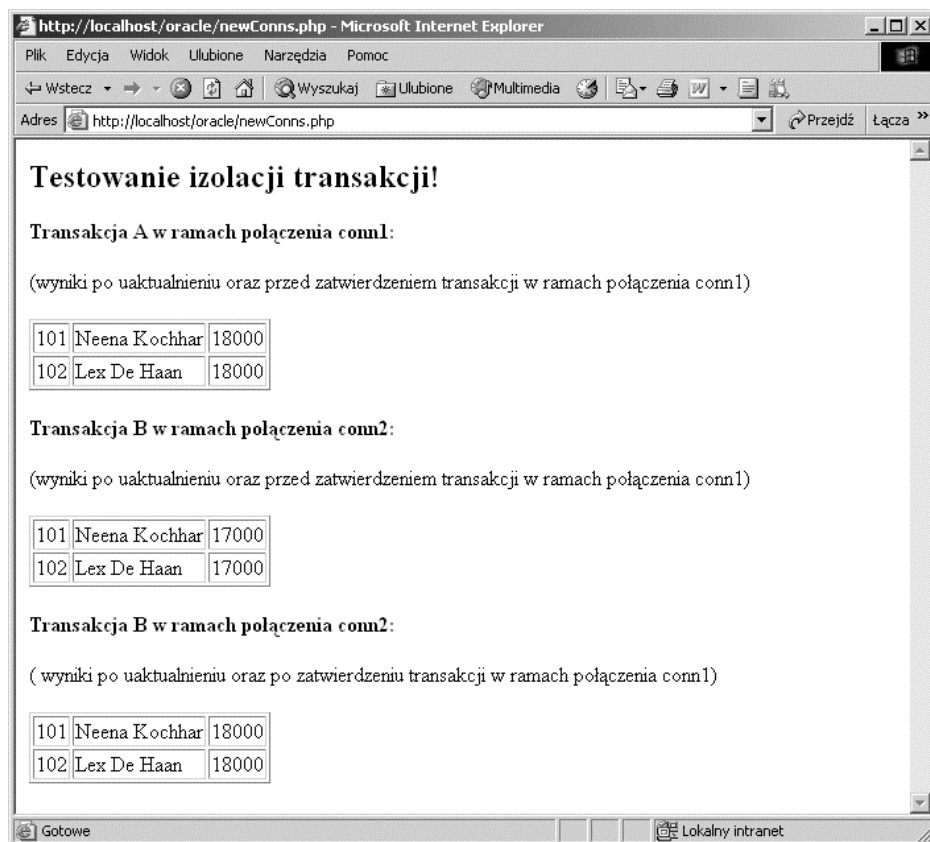 http://localhost/oracle/newConns.php - Microsoft Internet Explorer
Plik Edycja Widok Ulubione Narzędzia Pomoc
Wstecz Wyszukaj Ulubione Multimedia
Adres http://localhost/oracle/newConns.php Przejdź Łącza »
Testowanie izolacji transakcji!
Transakcja A w ramach połączenia conn1:
(wyniki po uaktualnieniu oraz przed zatwierdzeniem transakcji w ramach połączenia conn1)
101 Neena Kochhar 18000
102 Lex De Haan 18000
Transakcja B w ramach połączenia conn2:
(wyniki po uaktualnieniu oraz przed zatwierdzeniem transakcji w ramach połączenia conn1)
101 Neena Kochhar 17000
102 Lex De Haan 17000
Transakcja B w ramach połączenia conn2:
( wyniki po uaktualnieniu oraz po zatwierdzeniu transakcji w ramach połączenia conn1)
101 Neena Kochhar 18000
102 Lex De Haan 18000
Gotowe Lokalny intranet